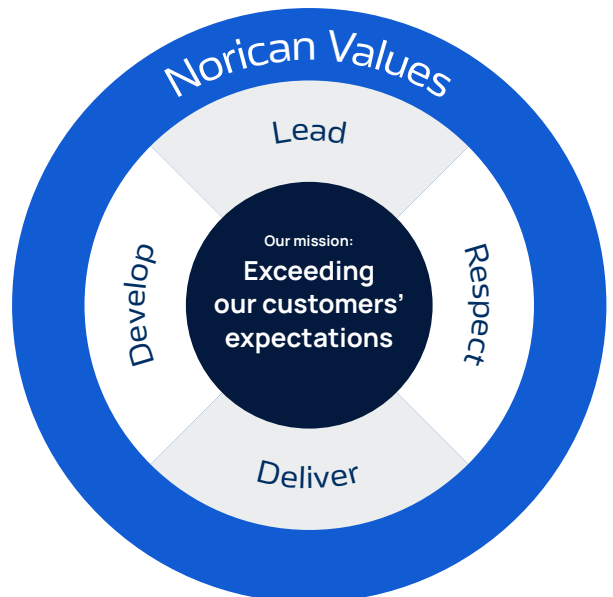 Norican Values
Lead
Develop
Our mission:
Exceeding
our customers’
expectations
Respect
Deliver